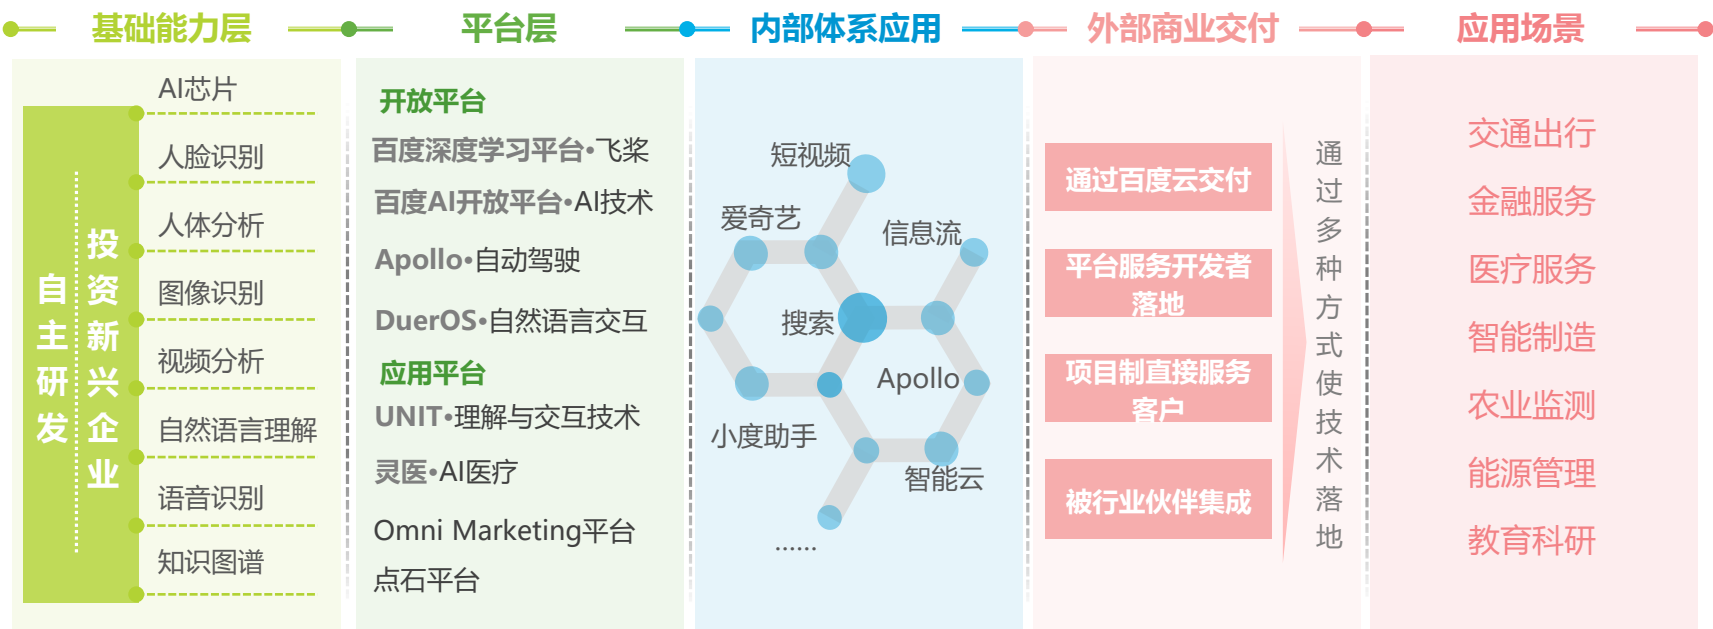 基础能力层
平台层
内部体系应用
外部商业交付
应用场景
自主研发
投资新兴企业
AI芯片
人脸识别
人体分析
图像识别
视频分析
自然语言理解
语音识别
知识图谱
开放平台
百度深度学习平台•飞桨
百度AI开放平台•AI技术
Apollo•自动驾驶
DuerOS•自然语言交互
应用平台
UNIT•理解与交互技术
灵医•AI医疗
Omni Marketing平台
点石平台
短视频
爱奇艺
信息流
搜索
Apollo
小度助手
智能云
......
通过百度云交付
平台服务开发者
落地
项目制直接服务
客户
被行业伙伴集成
通过多种方式使技术落地
交通出行
金融服务
医疗服务
智能制造
农业监测
能源管理
教育科研